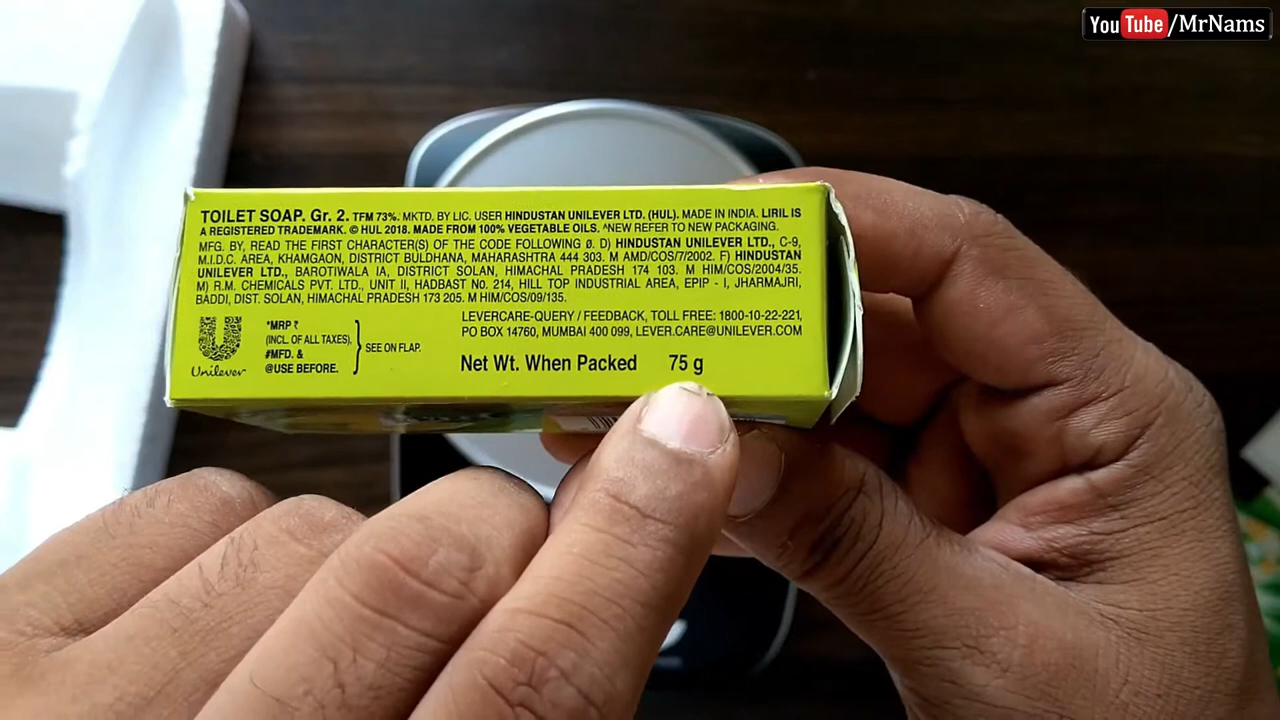 YouTube/MrNams
TOILET SOAP. Gr. 2. TFM 73%. MKTD. BY LIC. USER HINDUSTAN UNILEVER LTD. (HUL). MADE IN INDIA. LIRIL IS
A REGISTERED TRADEMARK. © HUL 2018. MADE FROM 100% VEGETABLE OILS. ^NEW REFER TO NEW PACKAGING.
MFG. BY, READ THE FIRST CHARACTER(S) OF THE CODE FOLLOWING Ø. D) HINDUSTAN UNILEVER LTD., C-9,
M.I.D.C. AREA, KHAMGAON, DISTRICT BULDHANA, MAHARASHTRA 444 303. M AMD/COS/7/2002. F) HINDUSTAN
UNILEVER LTD., BAROTIWALA IA, DISTRICT SOLAN, HIMACHAL PRADESH 174 103. M HIM/COS/2004/35.
M) R.M. CHEMICALS PVT. LTD., UNIT II, HADBAST No. 214, HILL TOP INDUSTRIAL AREA, EPIP - I, JHARMAJRI,
BADDI, DIST. SOLAN, HIMACHAL PRADESH 173 205. M HIM/COS/09/135.
LEVERCARE-QUERY / FEEDBACK, TOLL FREE: 1800-10-22-221,
PO BOX 14760, MUMBAI 400 099, LEVER.CARE@UNILEVER.COM
*MRP ₹
(INCL. OF ALL TAXES),
#MFD. &
@USE BEFORE.
SEE ON FLAP.
Unilever
Net Wt. When Packed 75 g